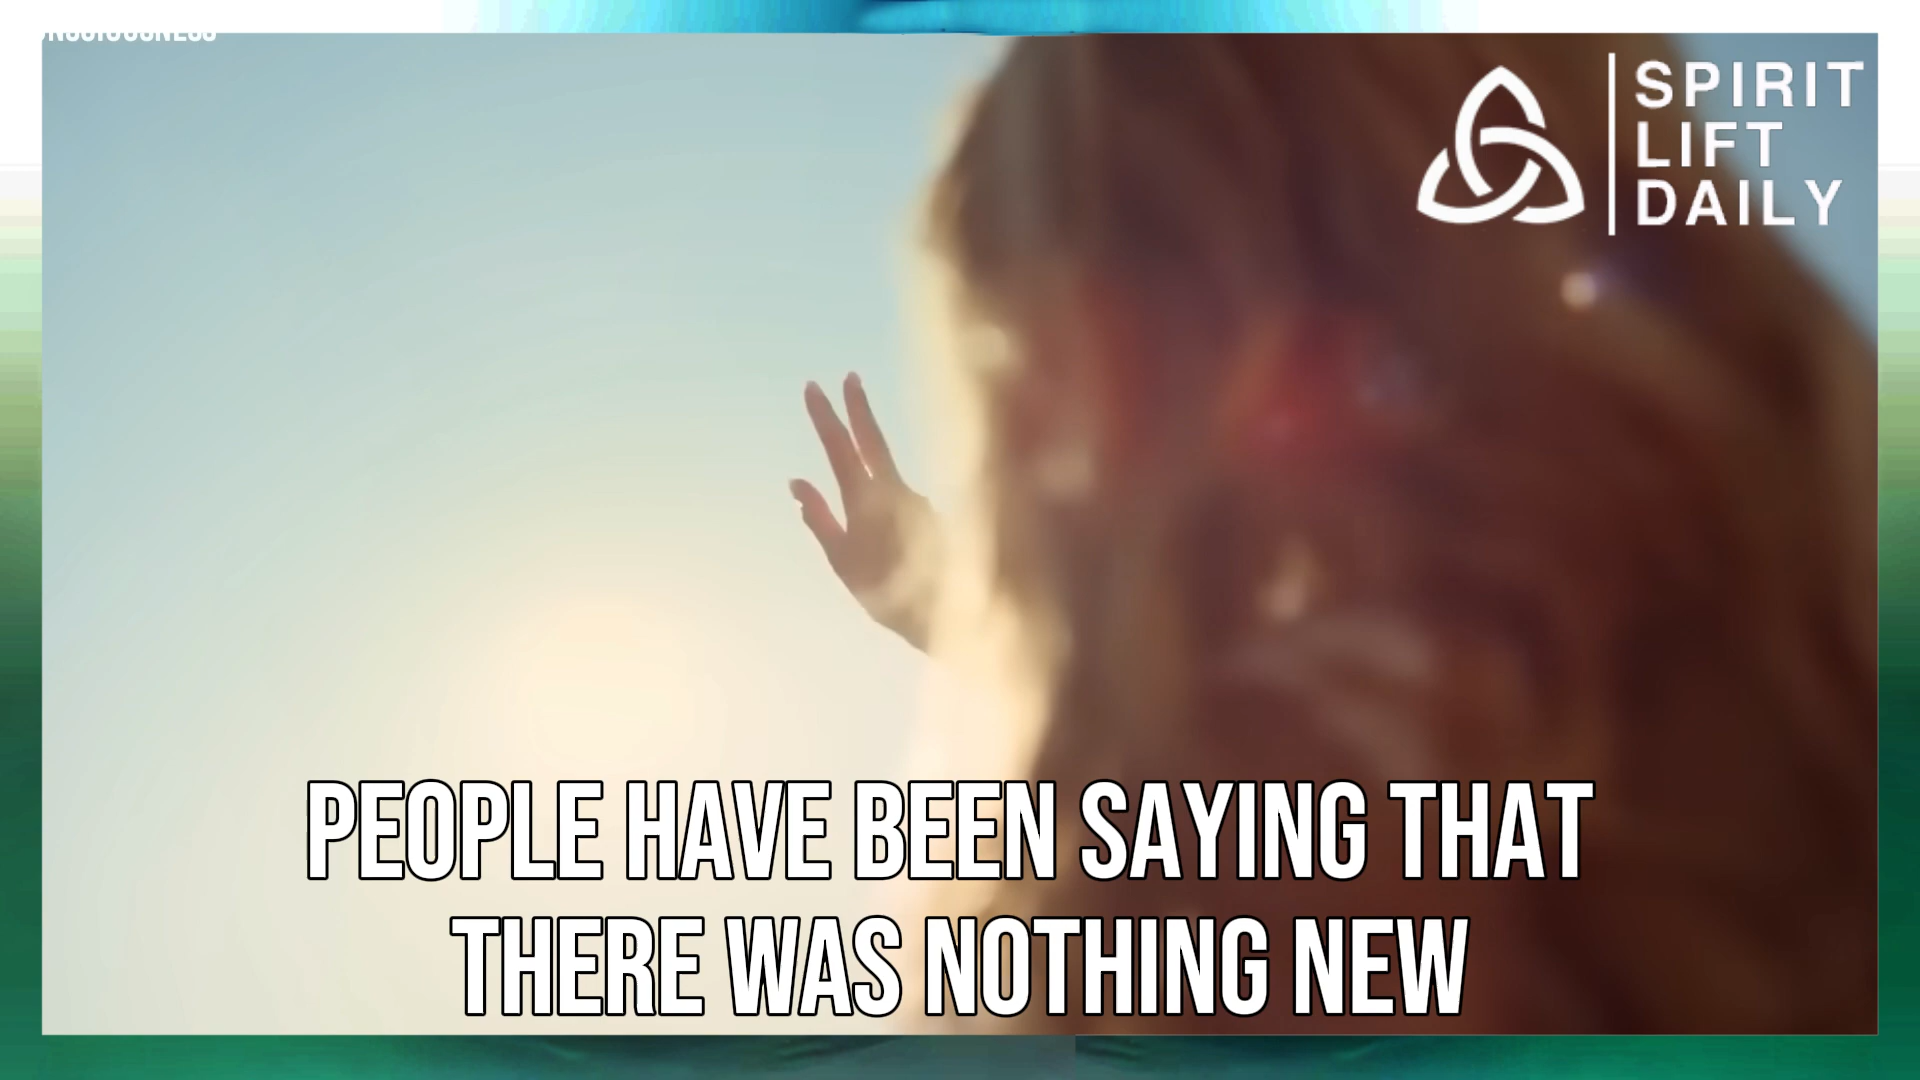 SPIRIT
LIFT
DAILY
PEOPLE HAVE BEEN SAYING THAT
THERE WAS NOTHING NEW